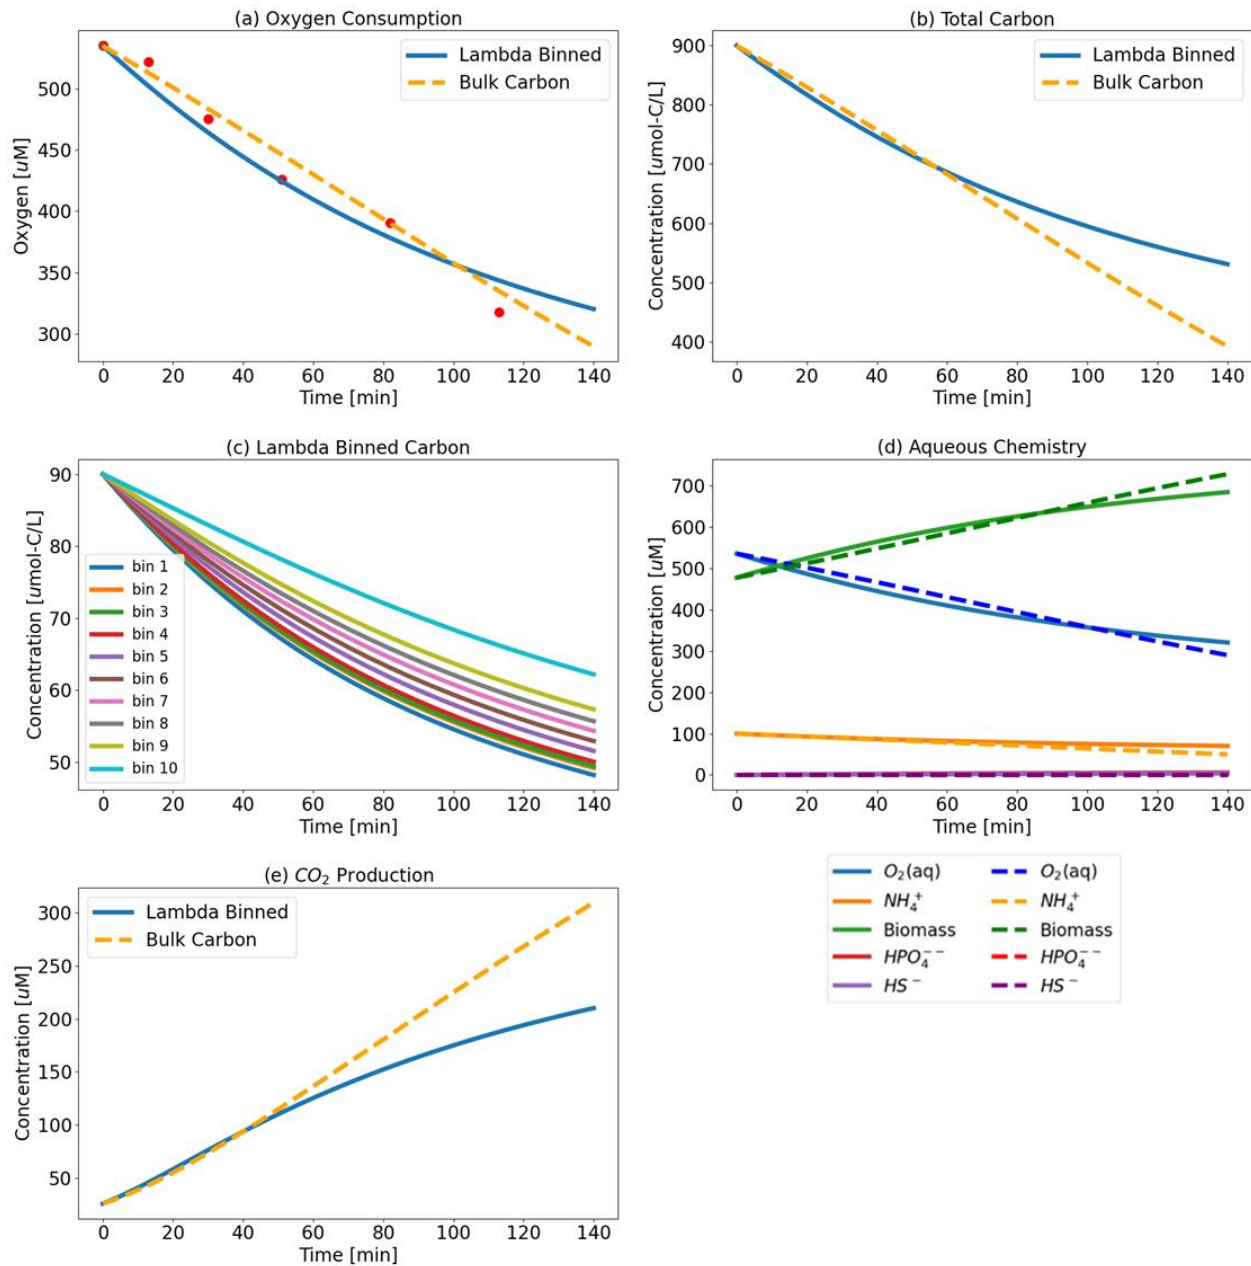 (a) Oxygen Consumption
Oxygen [uM]
500
450
400
350
300
Lambda Binned
Bulk Carbon
0 20 40 60 80 100 120 140
Time [min]
(b) Total Carbon
Concentration [umol-C/L]
900
800
700
600
500
400
Lambda Binned
Bulk Carbon
0 20 40 60 80 100 120 140
Time [min]
(c) Lambda Binned Carbon
Concentration [umol-C/L]
90
80
70
60
50
bin 1
bin 2
bin 3
bin 4
bin 5
bin 6
bin 7
bin 8
bin 9
bin 10
0 20 40 60 80 100 120 140
Time [min]
(d) Aqueous Chemistry
Concentration [uM]
700
600
500
400
300
200
100
0
0 20 40 60 80 100 120 140
Time [min]
O₂(aq) O₂(aq)
NH₄⁺ NH₄⁺
Biomass Biomass
HPO₄⁻⁻ HPO₄⁻⁻
HS⁻ HS⁻
(e) CO₂ Production
Concentration [uM]
300
250
200
150
100
50
Lambda Binned
Bulk Carbon
0 20 40 60 80 100 120 140
Time [min]